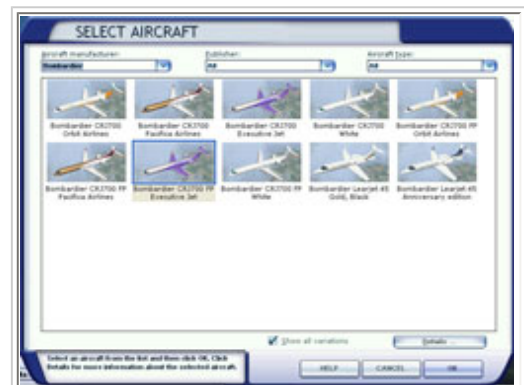 SELECT AIRCRAFT
Aircraft manufacturer: Publisher: Aircraft type:
Bombardier All All
Bombardier CRJ700 Orbit Airlines
Bombardier CRJ700 Pacifica Airlines
Bombardier CRJ700 Executive Jet
Bombardier CRJ700 White
Bombardier CRJ700 FP Orbit Airlines
Bombardier CRJ700 FP Pacifica Airlines
Bombardier CRJ700 FP Executive Jet
Bombardier CRJ700 FP White
Bombardier Learjet 45 Gold, Black
Bombardier Learjet 45 Anniversary edition
Show all variations
Details ...
Select an aircraft from the list and then click OK. Click
Details for more information about the selected aircraft.
HELP CANCEL OK